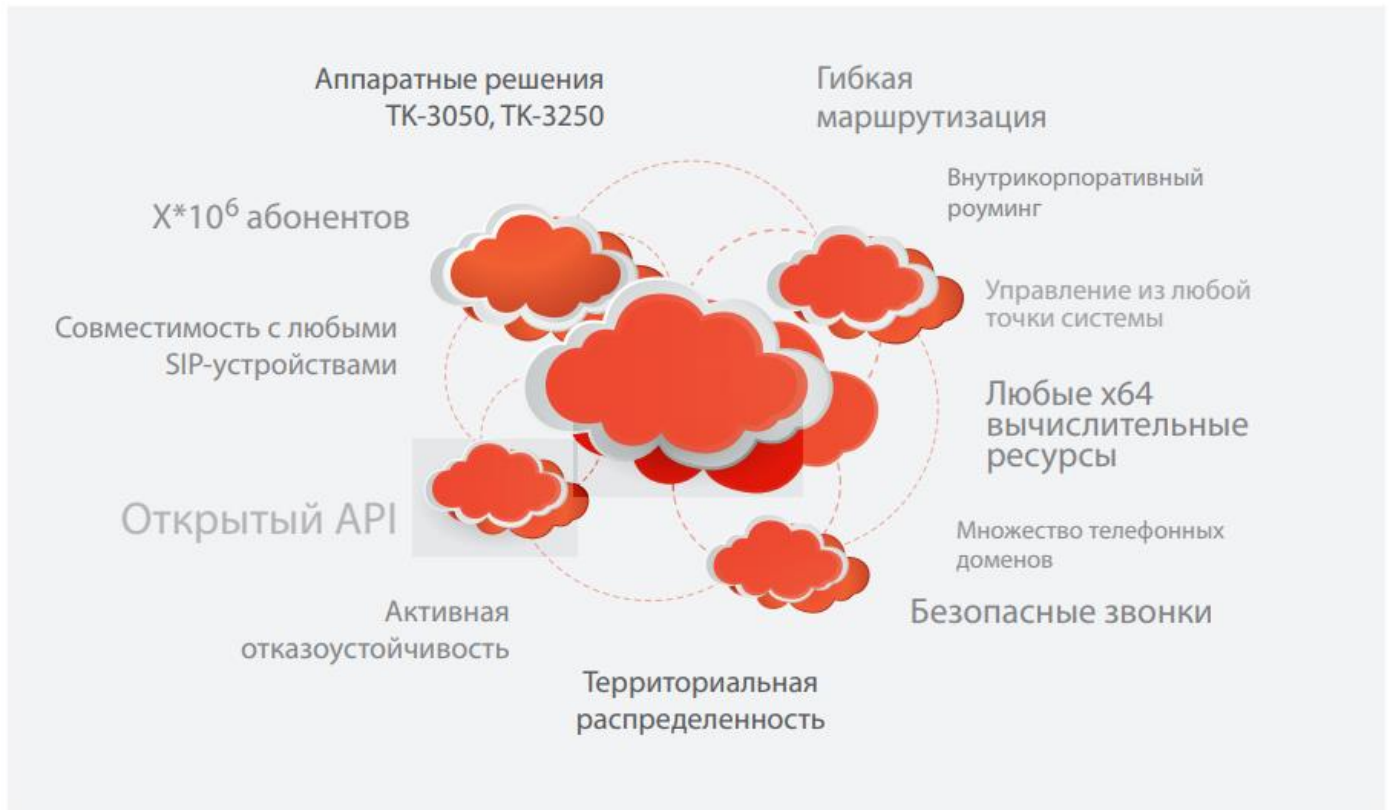 Аппаратные решения
ТК-3050, ТК-3250
Гибкая
маршрутизация
Внутрикорпоративный
роуминг
X*10⁶ абонентов
Управление из любой
точки системы
Совместимость с любыми
SIP-устройствами
Любые x64
вычислительные
ресурсы
Открытый API
Множество телефонных
доменов
Активная
отказоустойчивость
Безопасные звонки
Территориальная
распределенность